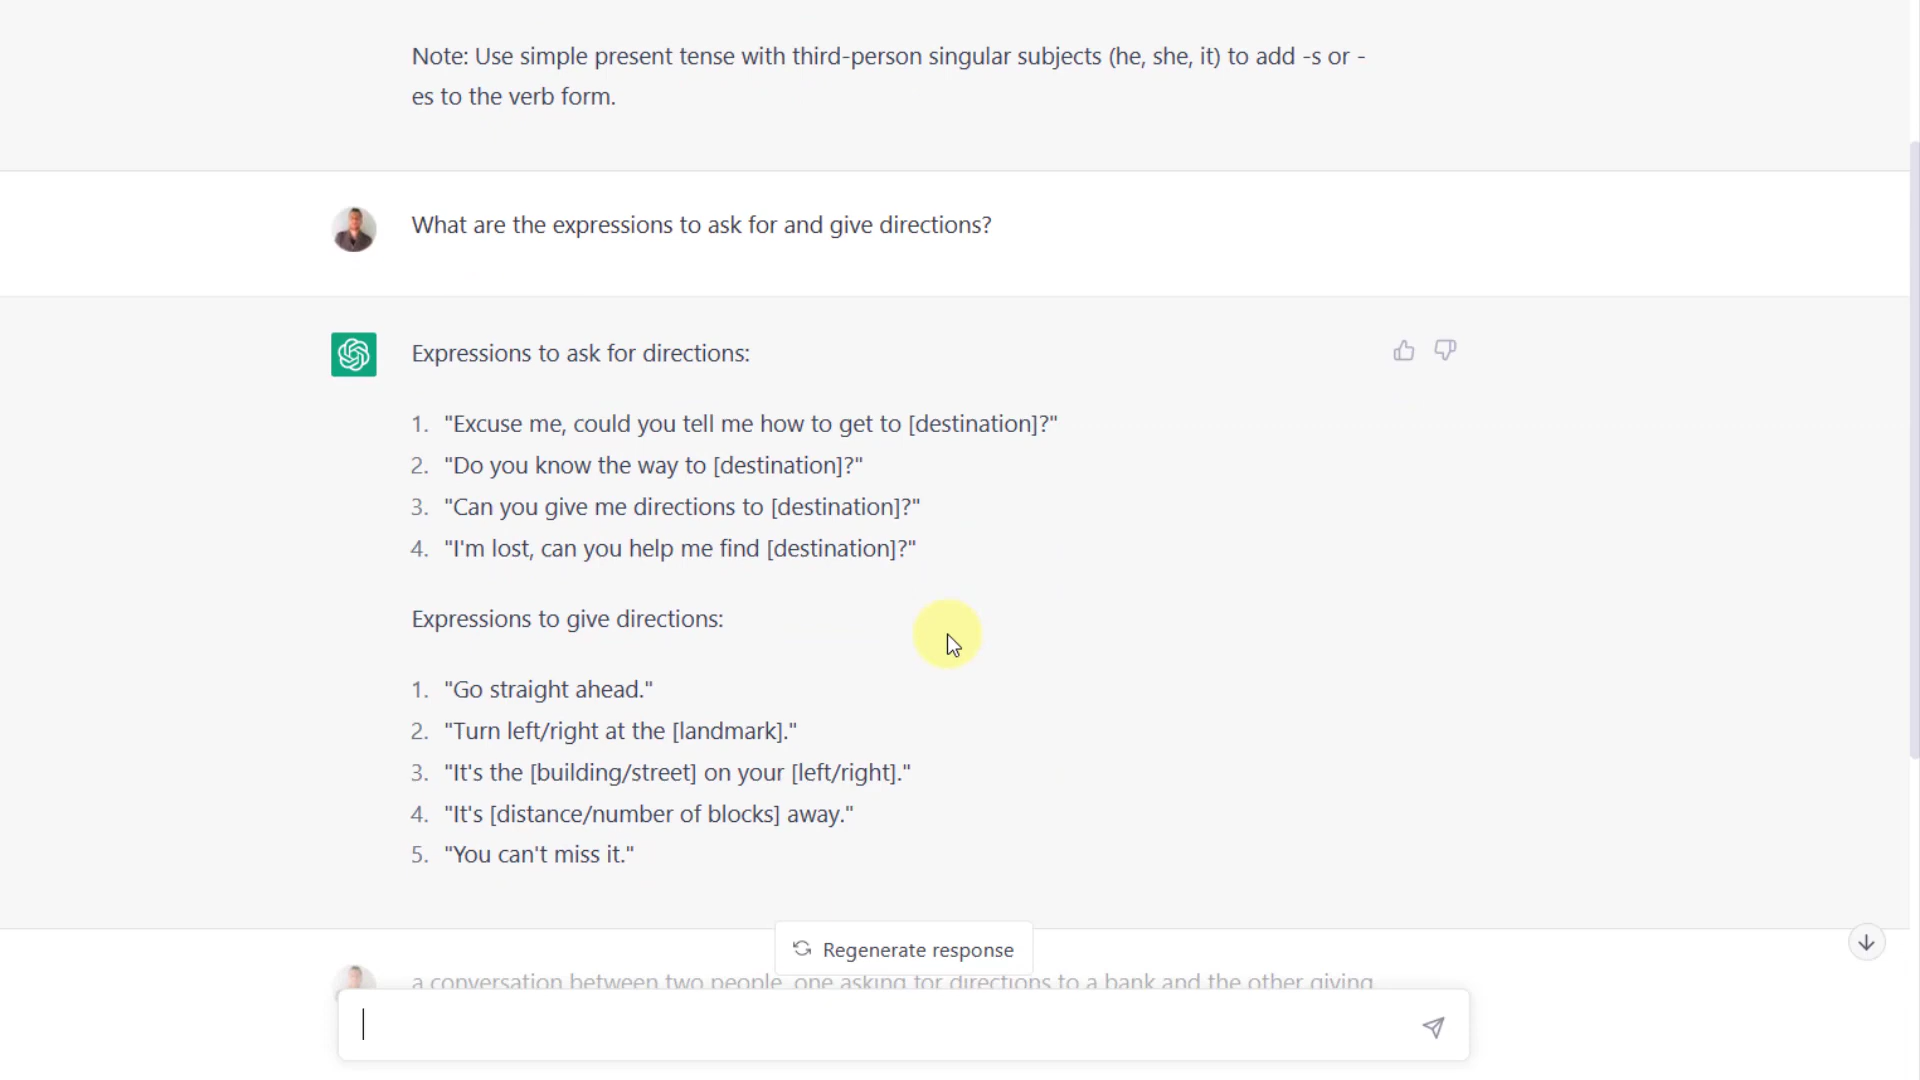 Note: Use simple present tense with third-person singular subjects (he, she, it) to add -s or -
es to the verb form.
What are the expressions to ask for and give directions?
Expressions to ask for directions:
1. "Excuse me, could you tell me how to get to [destination]?"
2. "Do you know the way to [destination]?"
3. "Can you give me directions to [destination]?"
4. "I'm lost, can you help me find [destination]?"
Expressions to give directions:
1. "Go straight ahead."
2. "Turn left/right at the [landmark]."
3. "It's the [building/street] on your [left/right]."
4. "It's [distance/number of blocks] away."
5. "You can't miss it."
Regenerate response
a conversation between two people, one asking for directions to a bank and the other giving